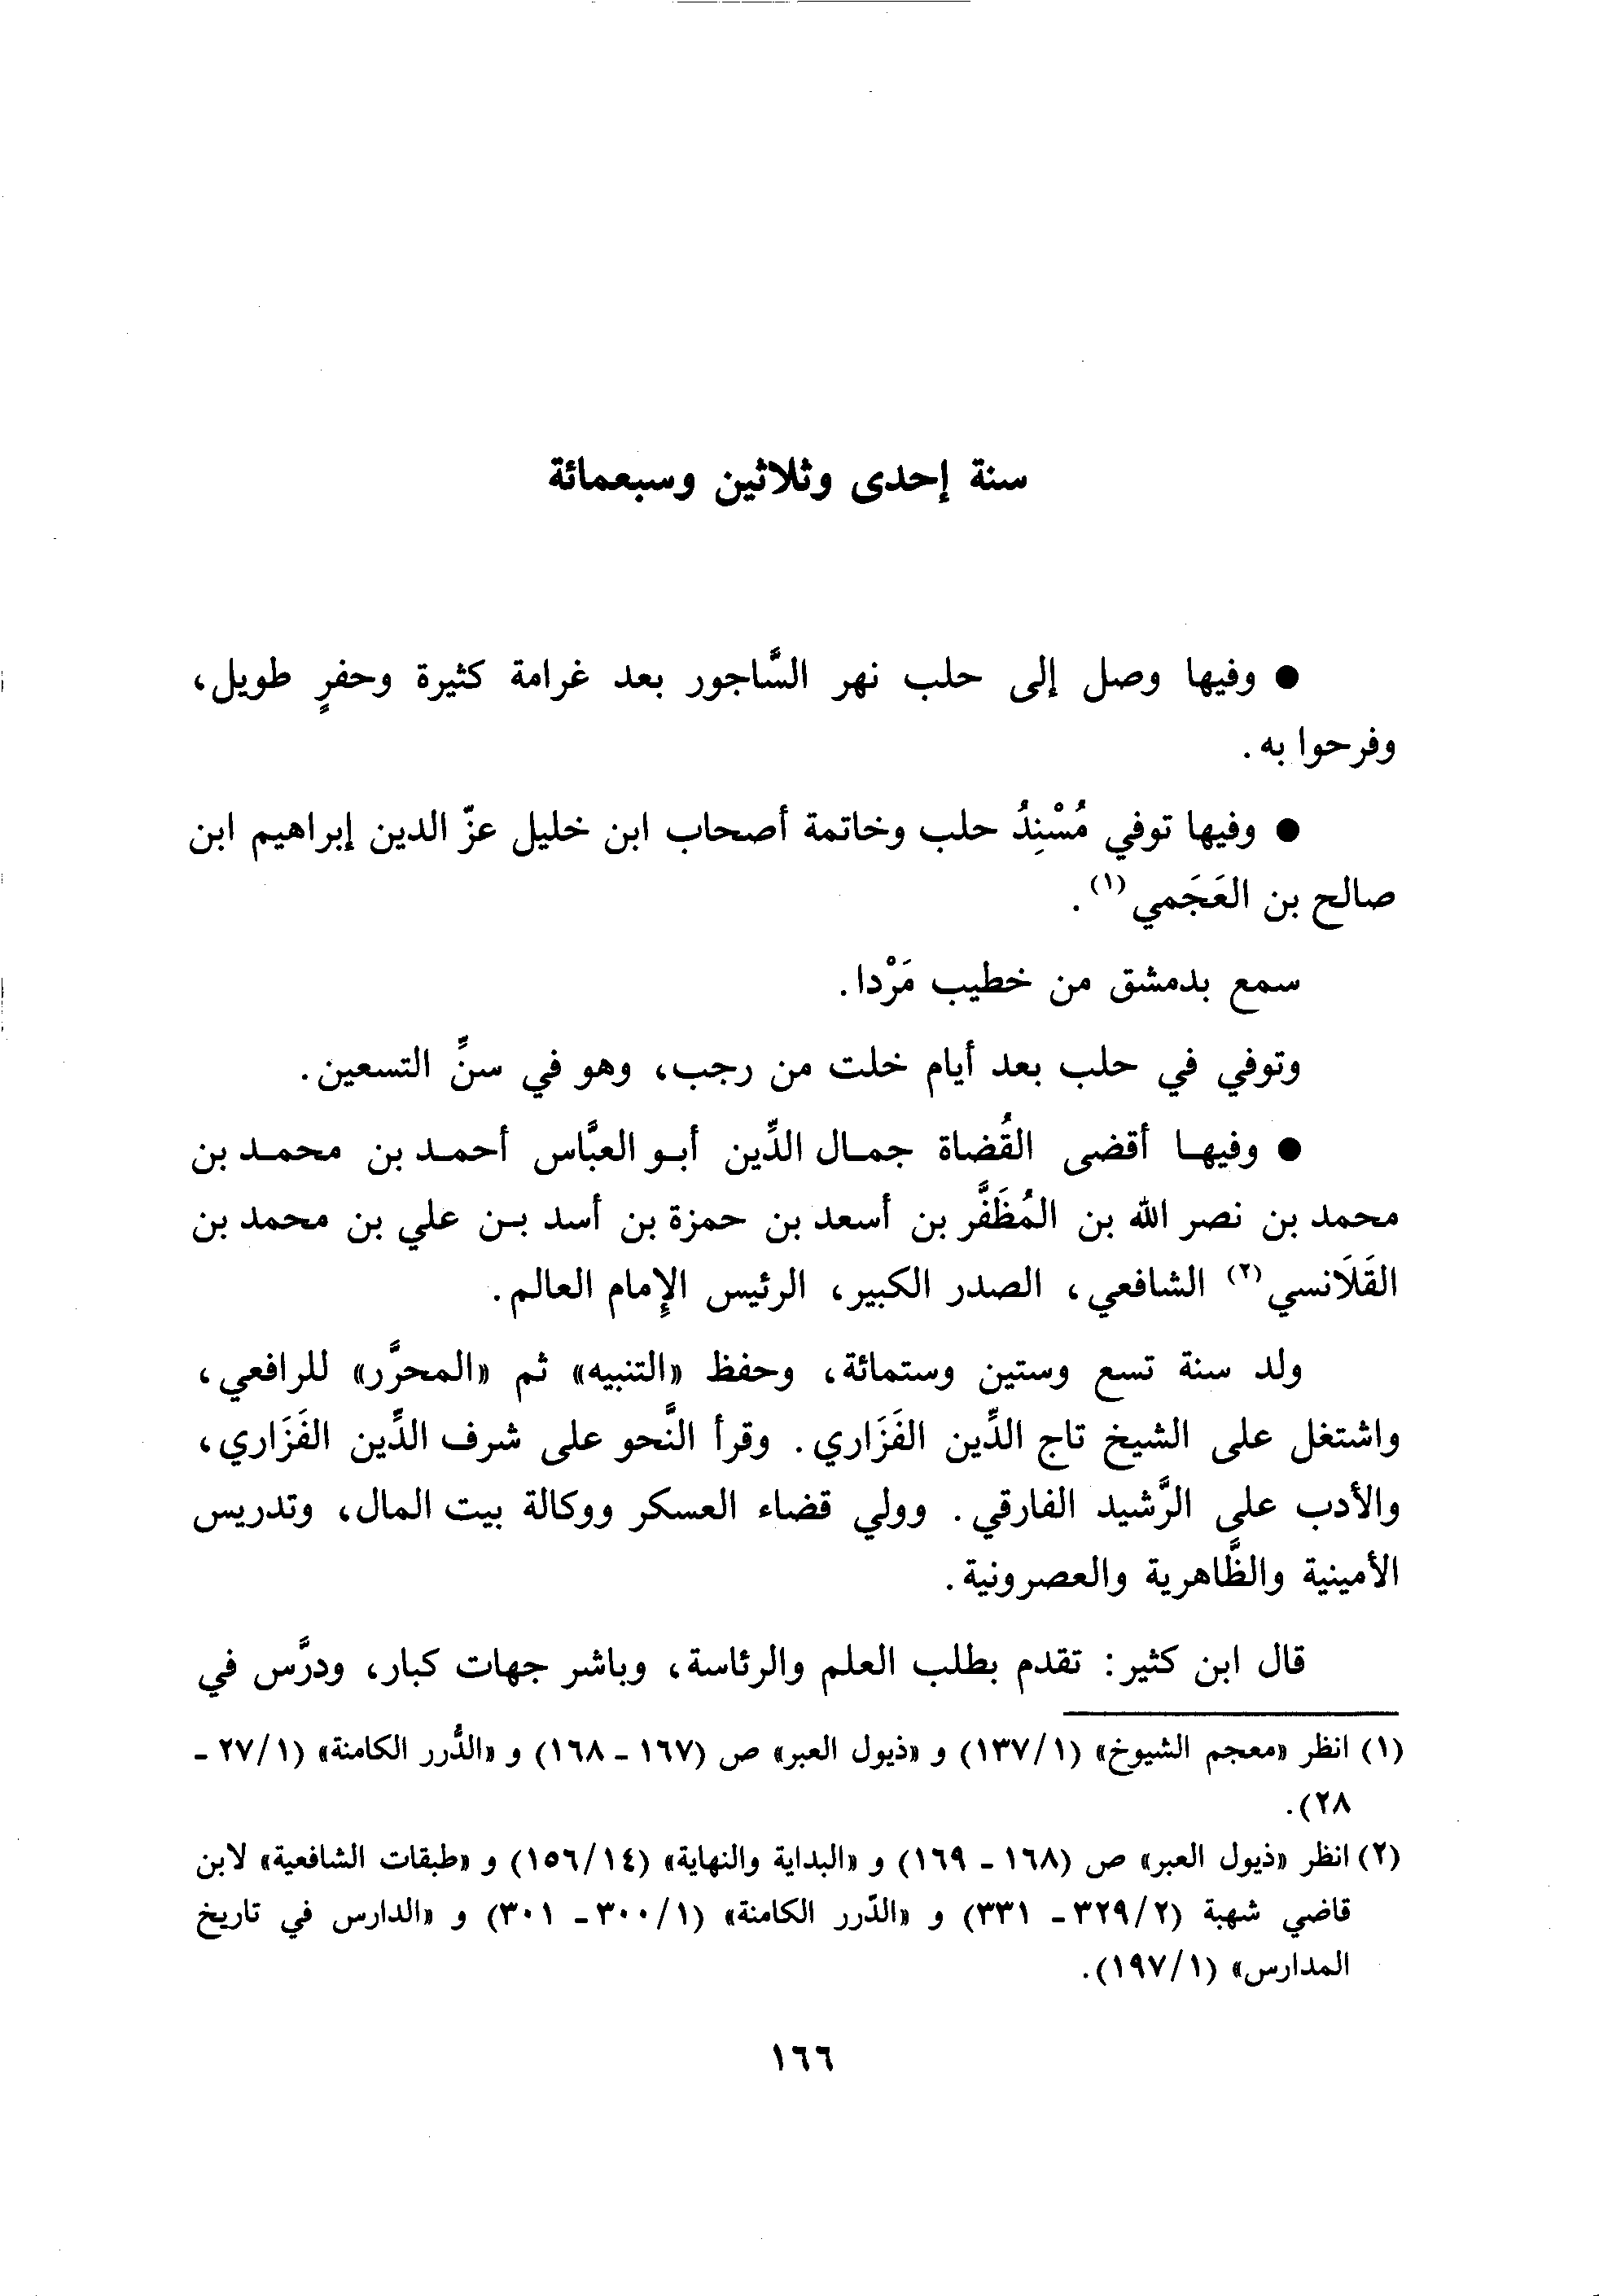 سنة إحدى وثلاثين وسبعمائة
● وفيها وصل إلى حلب نهر السَّاجور بعد غرامة كثيرة وحفرٍ طويل،
وفرحوا به.
● وفيها توفي مُسْنِدُ حلب وخاتمة أصحاب ابن خليل عزّ الدين إبراهيم ابن
صالح بن العَجَمي (١).
سمع بدمشق من خطيب مَرْدا.
وتوفي في حلب بعد أيام خلت من رجب، وهو في سنِّ التسعين.
● وفيها أقضى القُضاة جمال الدِّين أبو العبَّاس أحمد بن محمد بن
محمد بن نصر الله بن المُظَفَّر بن أسعد بن حمزة بن أسد بن علي بن محمد بن
القَلَانسي (٢) الشافعي، الصدر الكبير، الرئيس الإمام العالم.
ولد سنة تسع وستين وستمائة، وحفظ «التنبيه» ثم «المحرَّر» للرافعي،
واشتغل على الشيخ تاج الدِّين الفَزَاري. وقرأ النَّحو على شرف الدِّين الفَزَاري،
والأدب على الرَّشيد الفارقي. وولي قضاء العسكر ووكالة بيت المال، وتدريس
الأمينية والظَّاهرية والعصرونية.
قال ابن كثير: تقدم بطلب العلم والرئاسة، وباشر جهات كبار، ودرَّس في
(١) انظر «معجم الشيوخ» (١/١٣٧) و «ذيول العبر» ص (١٦٧ - ١٦٨) و «الدُّرر الكامنة» (١/٢٧ -
٢٨).
(٢) انظر «ذيول العبر» ص (١٦٨ - ١٦٩) و «البداية والنهاية» (١٤/١٥٦) و «طبقات الشافعية» لابن
قاضي شهبة (٢/٣٢٩ - ٣٣١) و «الدّرر الكامنة» (١/٣٠٠ - ٣٠١) و «الدارس في تاريخ
المدارس» (١/١٩٧).
١٦٦